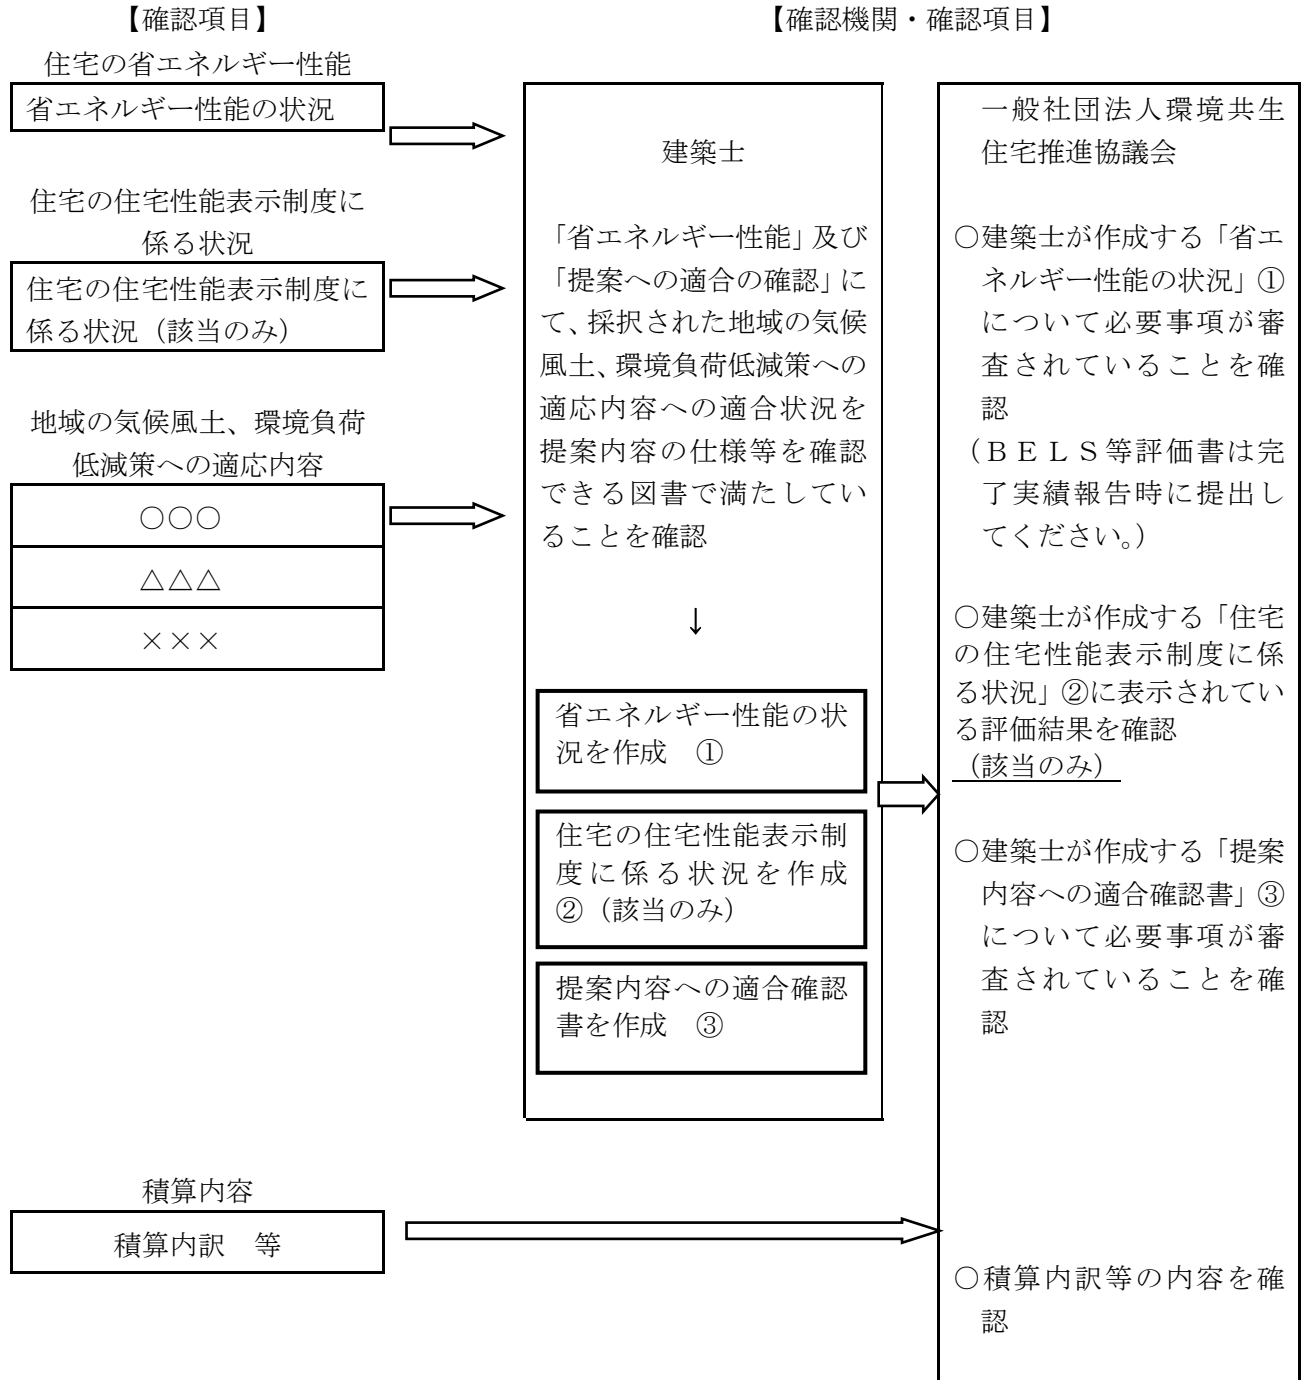 【確認項目】
【確認機関・確認項目】
住宅の省エネルギー性能
省エネルギー性能の状況
住宅の住宅性能表示制度に
係る状況
住宅の住宅性能表示制度に
係る状況（該当のみ）
地域の気候風土、環境負荷
低減策への適応内容
○○○
△△△
×××
積算内容
積算内訳　等
建築士
「省エネルギー性能」及び
「提案への適合の確認」に
て、採択された地域の気候
風土、環境負荷低減策への
適応内容への適合状況を
提案内容の仕様等を確認
できる図書で満たしてい
ることを確認
↓
省エネルギー性能の状
況を作成　①
住宅の住宅性能表示制
度に係る状況を作成
②（該当のみ）
提案内容への適合確認
書を作成　③
一般社団法人環境共生
住宅推進協議会
○建築士が作成する「省エ
ネルギー性能の状況」①
について必要事項が審
査されていることを確
認
（ＢＥＬＳ等評価書は完
了実績報告時に提出し
てください。）
○建築士が作成する「住宅
の住宅性能表示制度に係
る状況」②に表示されてい
る評価結果を確認
（該当のみ）
○建築士が作成する「提案
内容への適合確認書」③
について必要事項が審
査されていることを確
認
○積算内訳等の内容を確
認